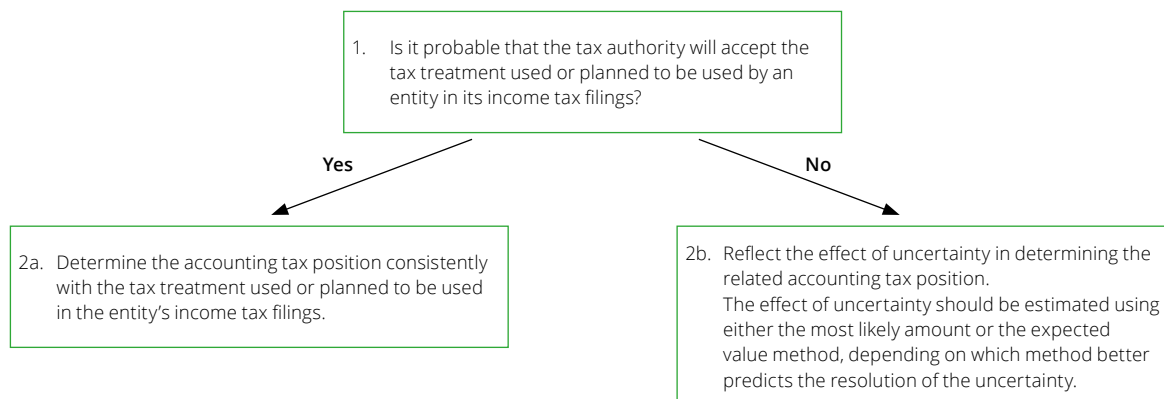 1. Is it probable that the tax authority will accept the
tax treatment used or planned to be used by an
entity in its income tax filings?
Yes
No
2a. Determine the accounting tax position consistently
with the tax treatment used or planned to be used
in the entity's income tax filings.
2b. Reflect the effect of uncertainty in determining the
related accounting tax position.
The effect of uncertainty should be estimated using
either the most likely amount or the expected
value method, depending on which method better
predicts the resolution of the uncertainty.